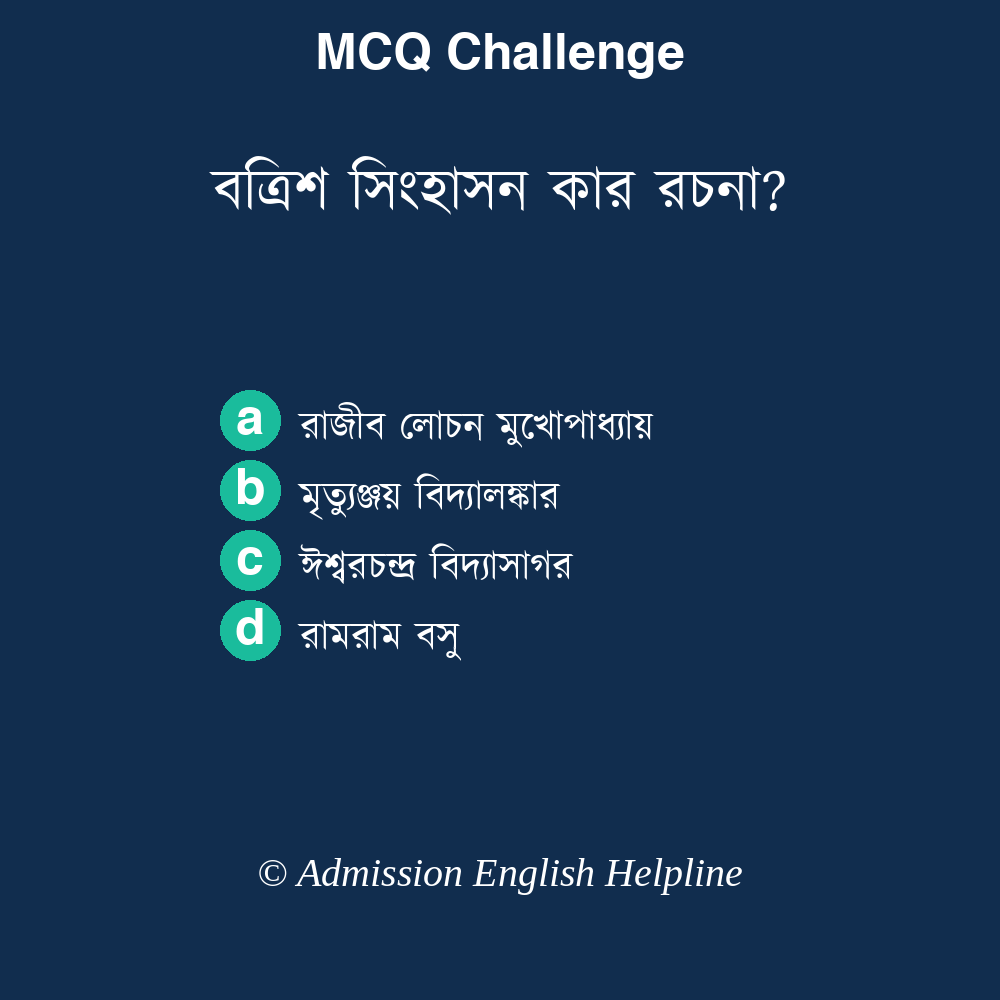 MCQ Challenge
বত্রিশ সিংহাসন কার রচনা?
a রাজীব লোচন মুখোপাধ্যায়
b মৃত্যুঞ্জয় বিদ্যালঙ্কার
c ঈশ্বরচন্দ্র বিদ্যাসাগর
d রামরাম বসু
© Admission English Helpline